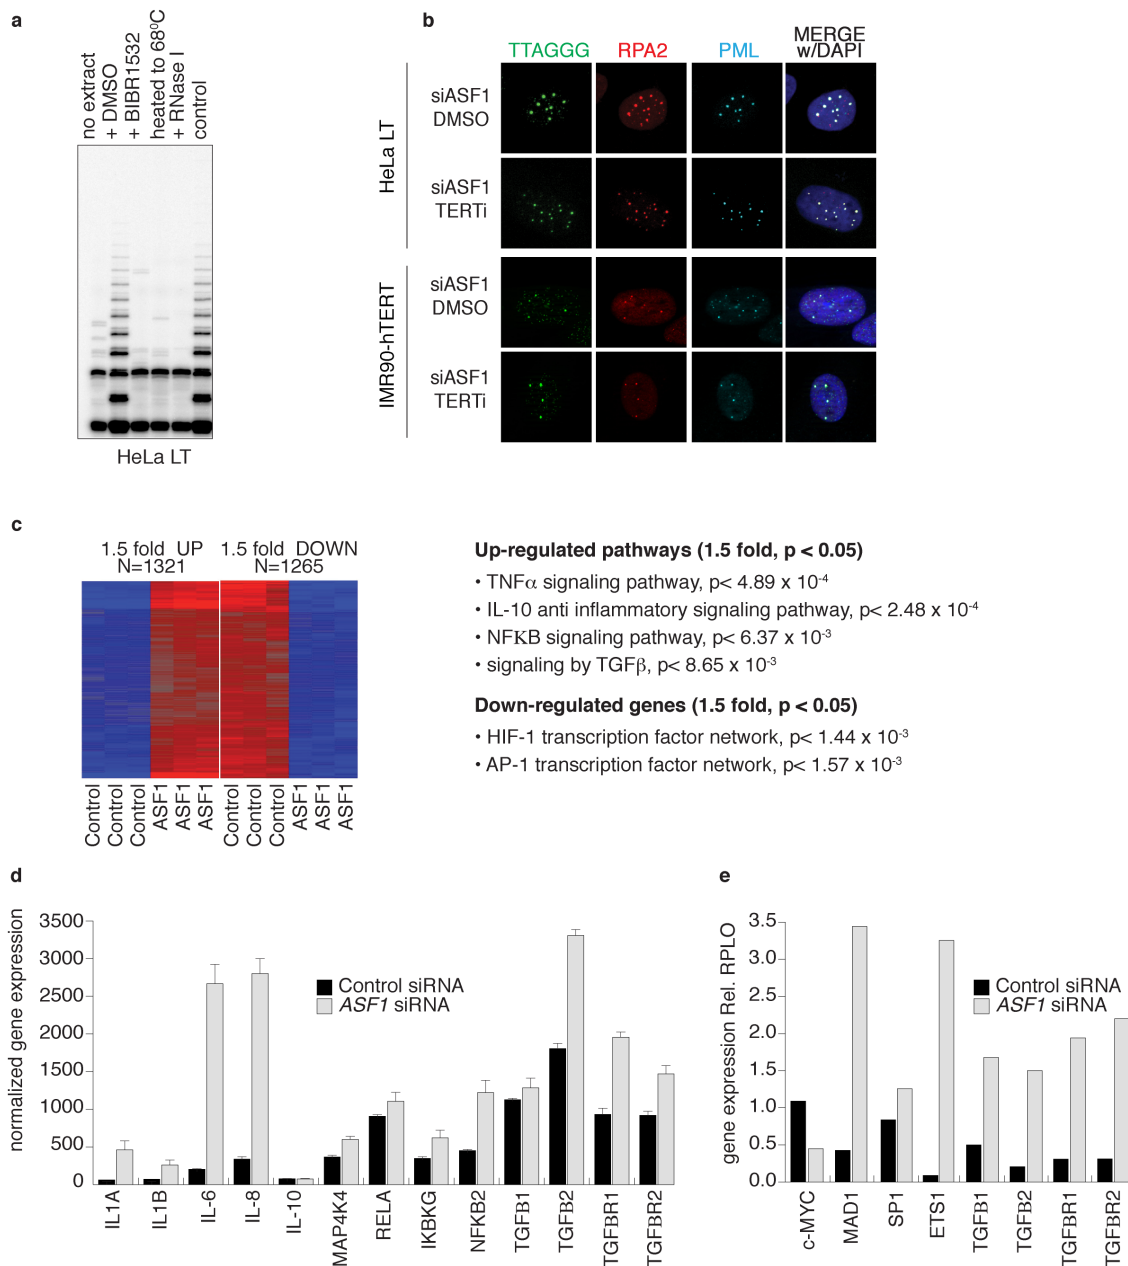 a
no extract
+ DMSO
+ BIBR1532
heated to 68⁰C
+ RNase I
control
HeLa LT
b
TTAGGG
RPA2
PML
MERGE
w/DAPI
HeLa LT
siASF1
DMSO
siASF1
TERTi
IMR90-hTERT
siASF1
DMSO
siASF1
TERTi
c
1.5 fold UP
N=1321
1.5 fold DOWN
N=1265
Control
Control
Control
ASF1
ASF1
ASF1
Control
Control
Control
ASF1
ASF1
ASF1
Up-regulated pathways (1.5 fold, p < 0.05)
• TNFα signaling pathway, p< 4.89 x 10⁻⁴
• IL-10 anti inflammatory signaling pathway, p< 2.48 x 10⁻⁴
• NFKB signaling pathway, p< 6.37 x 10⁻³
• signaling by TGFβ, p< 8.65 x 10⁻³
Down-regulated genes (1.5 fold, p < 0.05)
• HIF-1 transcription factor network, p< 1.44 x 10⁻³
• AP-1 transcription factor network, p< 1.57 x 10⁻³
d
normalized gene expression
3500
3000
2500
2000
1500
1000
500
0
Control siRNA
ASF1 siRNA
IL1A
IL1B
IL-6
IL-8
IL-10
MAP4K4
RELA
IKBKG
NFKB2
TGFB1
TGFB2
TGFBR1
TGFBR2
e
gene expression Rel. RPLO
3.5
3.0
2.5
2.0
1.5
1.0
0.5
0.0
Control siRNA
ASF1 siRNA
c-MYC
MAD1
SP1
ETS1
TGFB1
TGFB2
TGFBR1
TGFBR2